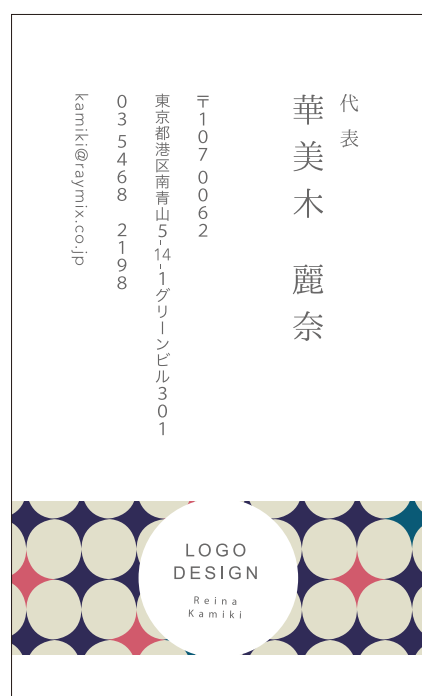 代表
華美木　麗奈
〒107 0062
東京都港区南青山5-14-1グリーンビル301
03 5468　2198
kamiki@raymix.co.jp
LOGO
DESIGN
Reina
Kamiki